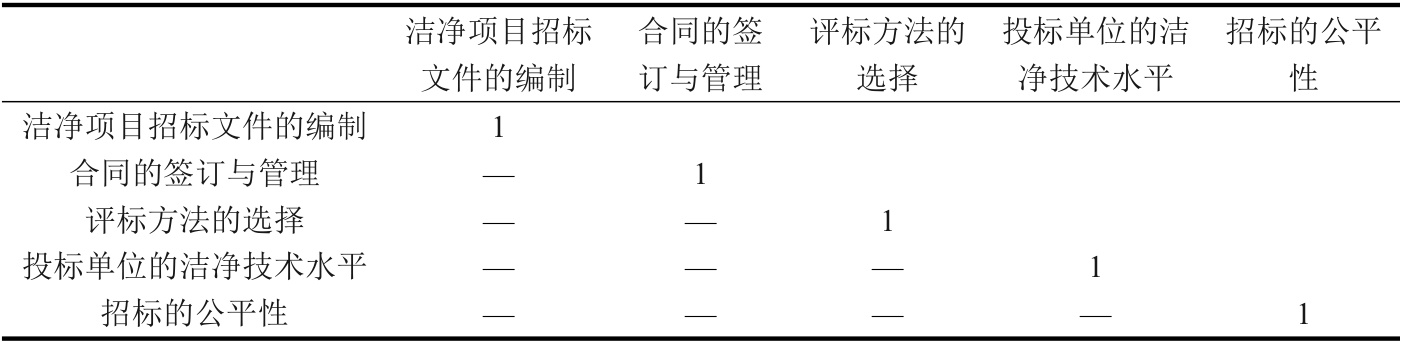 洁净项目招标 合同的签 评标方法的 投标单位的洁 招标的公平
文件的编制 订与管理 选择 净技术水平 性
洁净项目招标文件的编制 1
合同的签订与管理 — 1
评标方法的选择 — — 1
投标单位的洁净技术水平 — — — 1
招标的公平性 — — — — 1